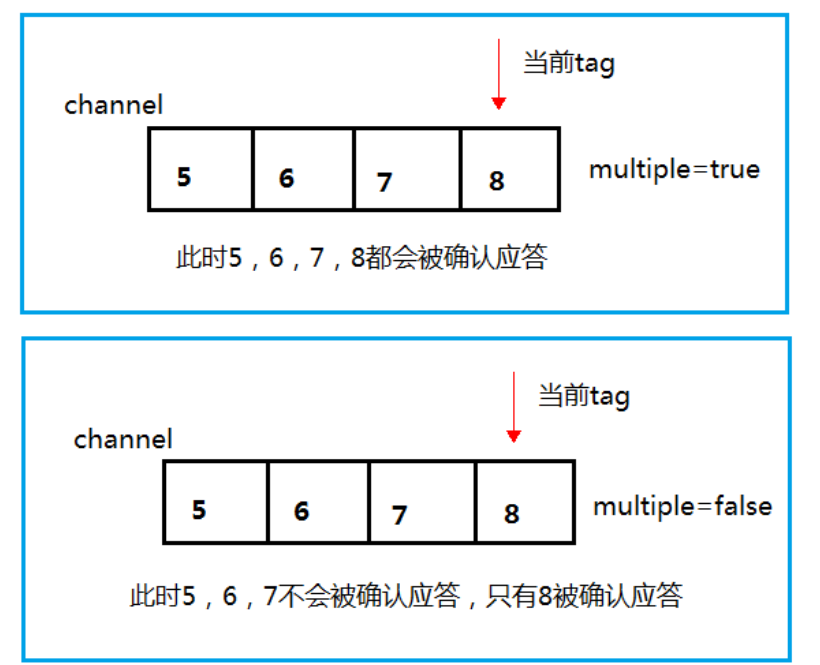 当前tag
channel
5 6 7 8 multiple=true
此时5，6，7，8都会被确认应答
当前tag
channel
5 6 7 8 multiple=false
此时5，6，7不会被确认应答，只有8被确认应答